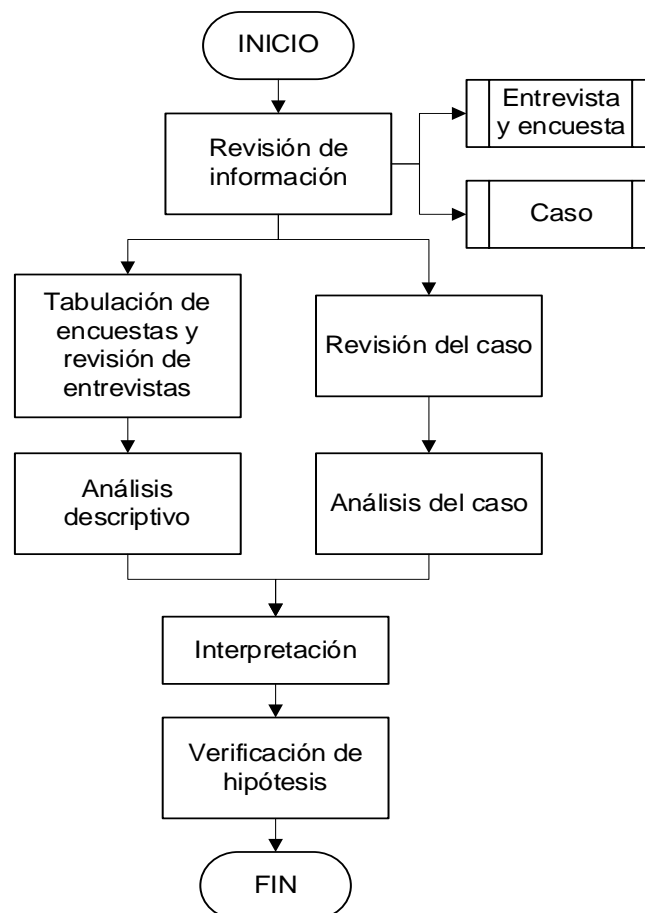 INICIO
Revisión de
información
Entrevista
y encuesta
Caso
Tabulación de
encuestas y
revisión de
entrevistas
Revisión del caso
Análisis
descriptivo
Análisis del caso
Interpretación
Verificación de
hipótesis
FIN